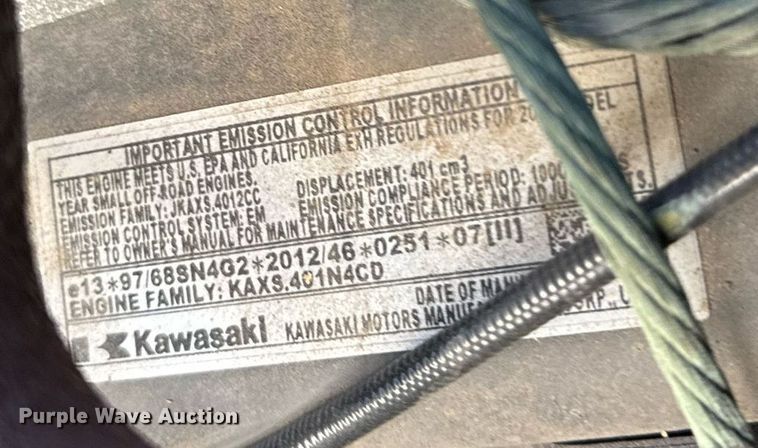 IMPORTANT EMISSION CONTROL INFORMATION
THIS ENGINE MEETS U.S. EPA AND CALIFORNIA EXH REGULATIONS FOR
YEAR SMALL OFF-ROAD ENGINES.
EMISSION FAMILY: JKAXS.4012CC DISPLACEMENT: 401 cm3
EMISSION CONTROL SYSTEM: EM EMISSION COMPLIANCE PERIOD: 1000
REFER TO OWNER'S MANUAL FOR MAINTENANCE SPECIFICATIONS AND
e13*97/68SN4G2*2012/46*0251*07[II]
ENGINE FAMILY: KAXS.401N4CD
DATE OF
Kawasaki KAWASAKI MOTORS CORP.,
Purple Wave Auction